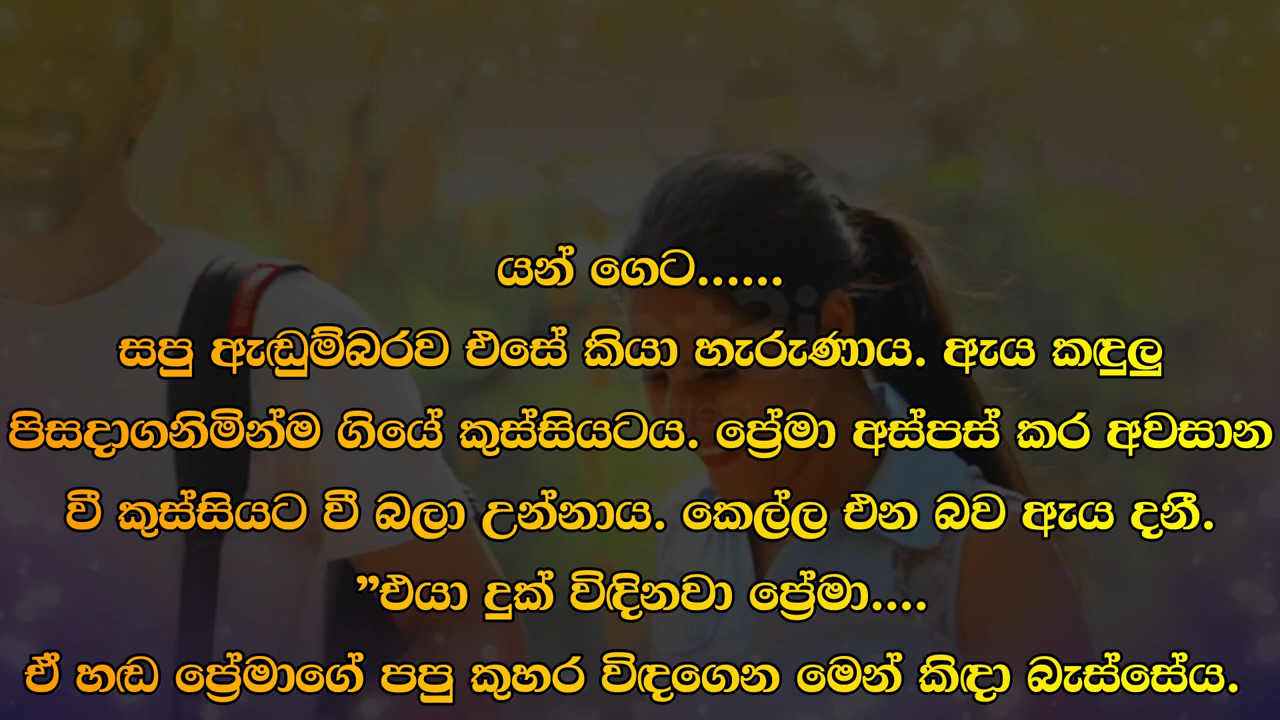 යන් ගෙට......
සපු ඇඬුම්බරව එසේ කියා හැරුණාය. ඇය කඳුලු
පිසදාගනිමින්ම ගියේ කුස්සියටය. ප්‍රේමා අස්පස් කර අවසාන
වී කුස්සියට වී බලා උන්නාය. කෙල්ල එන බව ඇය දනී.
”එයා දුක් විඳිනවා ප්‍රේමා....
ඒ හඬ ප්‍රේමාගේ පපු කුහර විඳගෙන මෙන් කිඳා බැස්සේය.